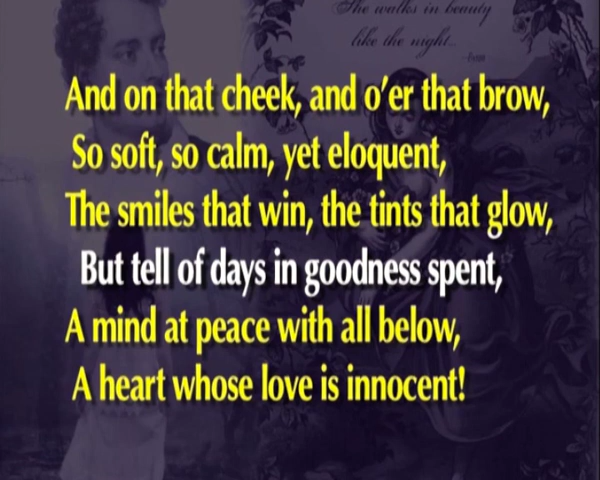 She walks in beauty
like the night...
And on that cheek, and o'er that brow,
So soft, so calm, yet eloquent,
The smiles that win, the tints that glow,
But tell of days in goodness spent,
A mind at peace with all below,
A heart whose love is innocent!